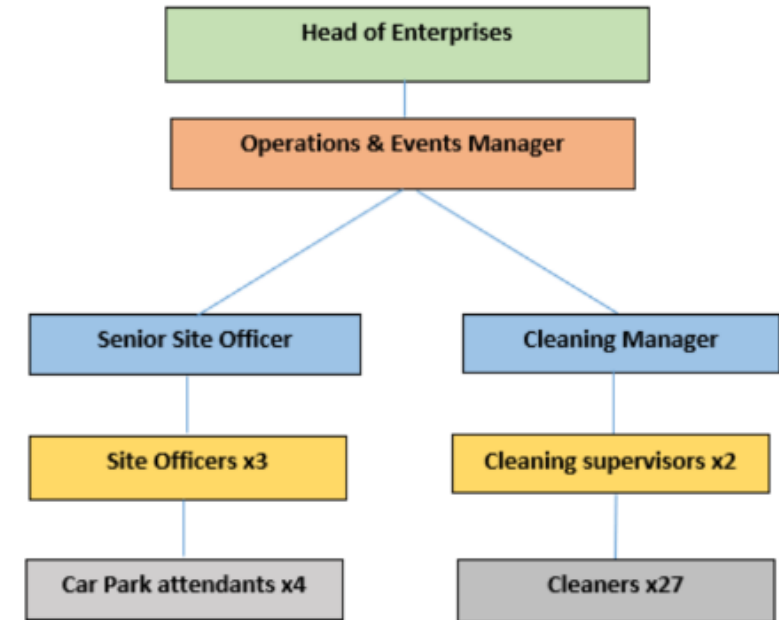 Head of Enterprises
Operations & Events Manager
Senior Site Officer
Cleaning Manager
Site Officers x3
Cleaning supervisors x2
Car Park attendants x4
Cleaners x27